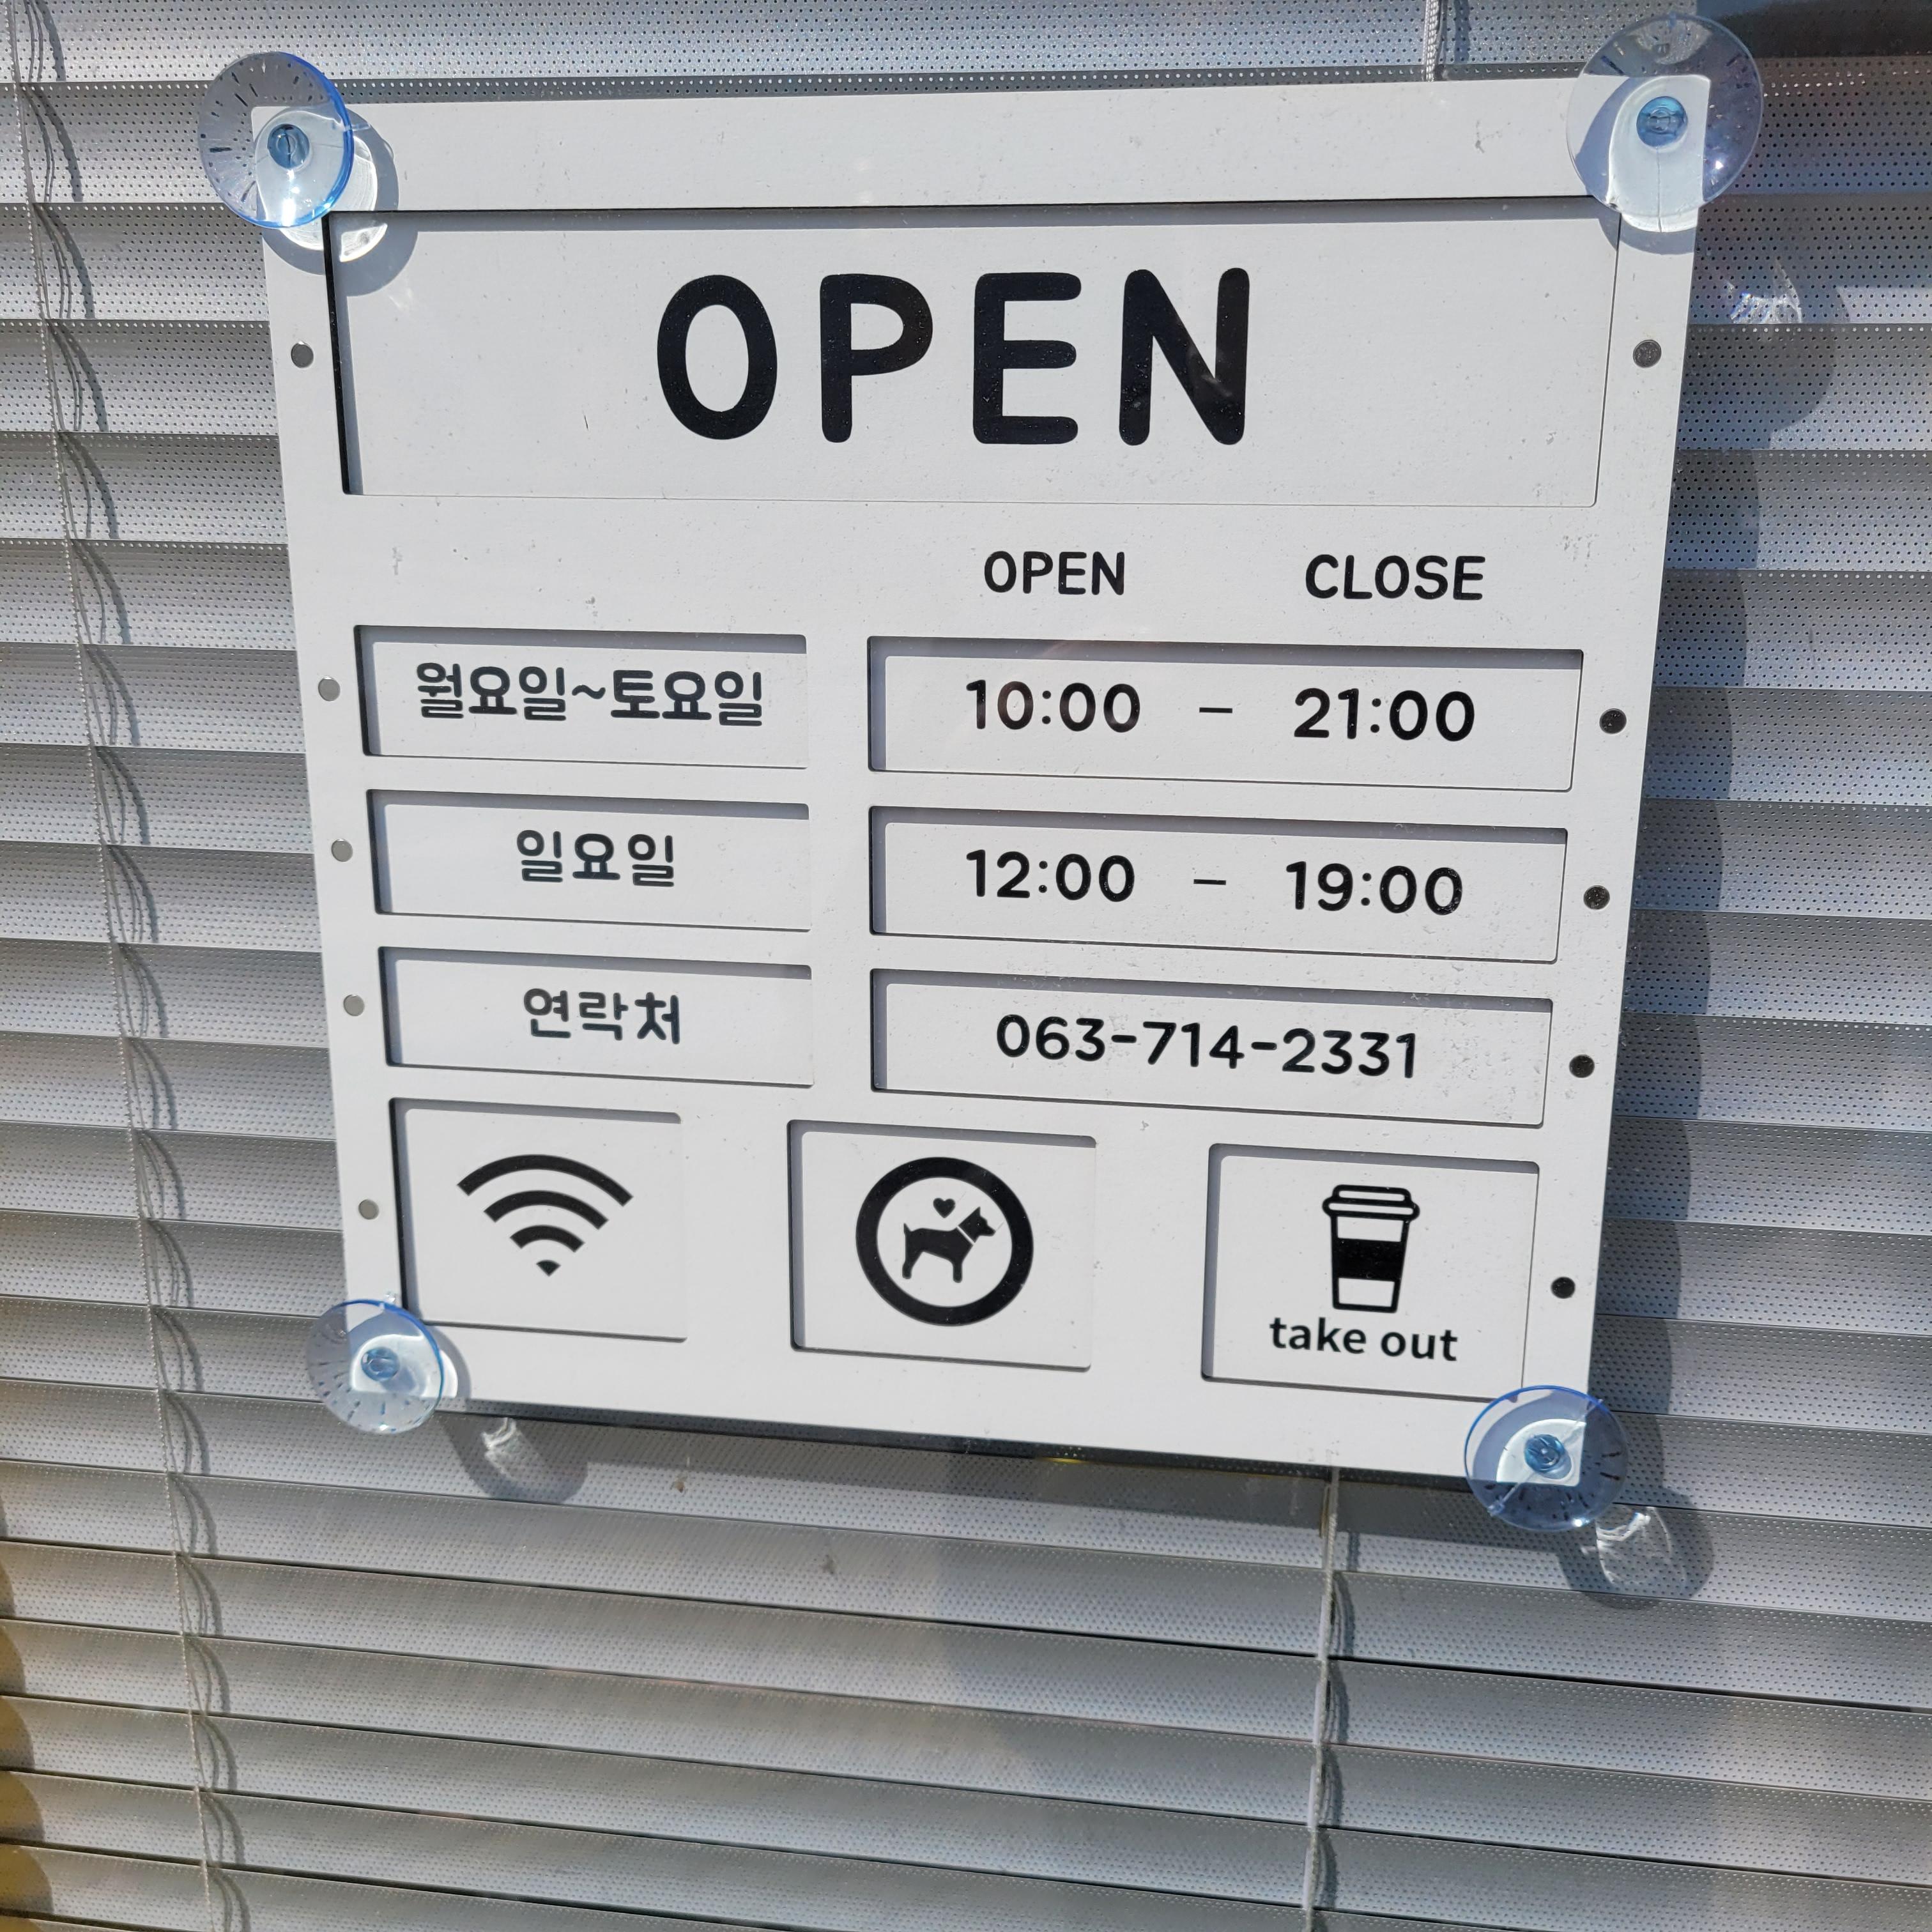 OPEN
OPEN CLOSE
월요일~토요일 10:00 – 21:00
일요일 12:00 – 19:00
연락처 063-714-2331
take out